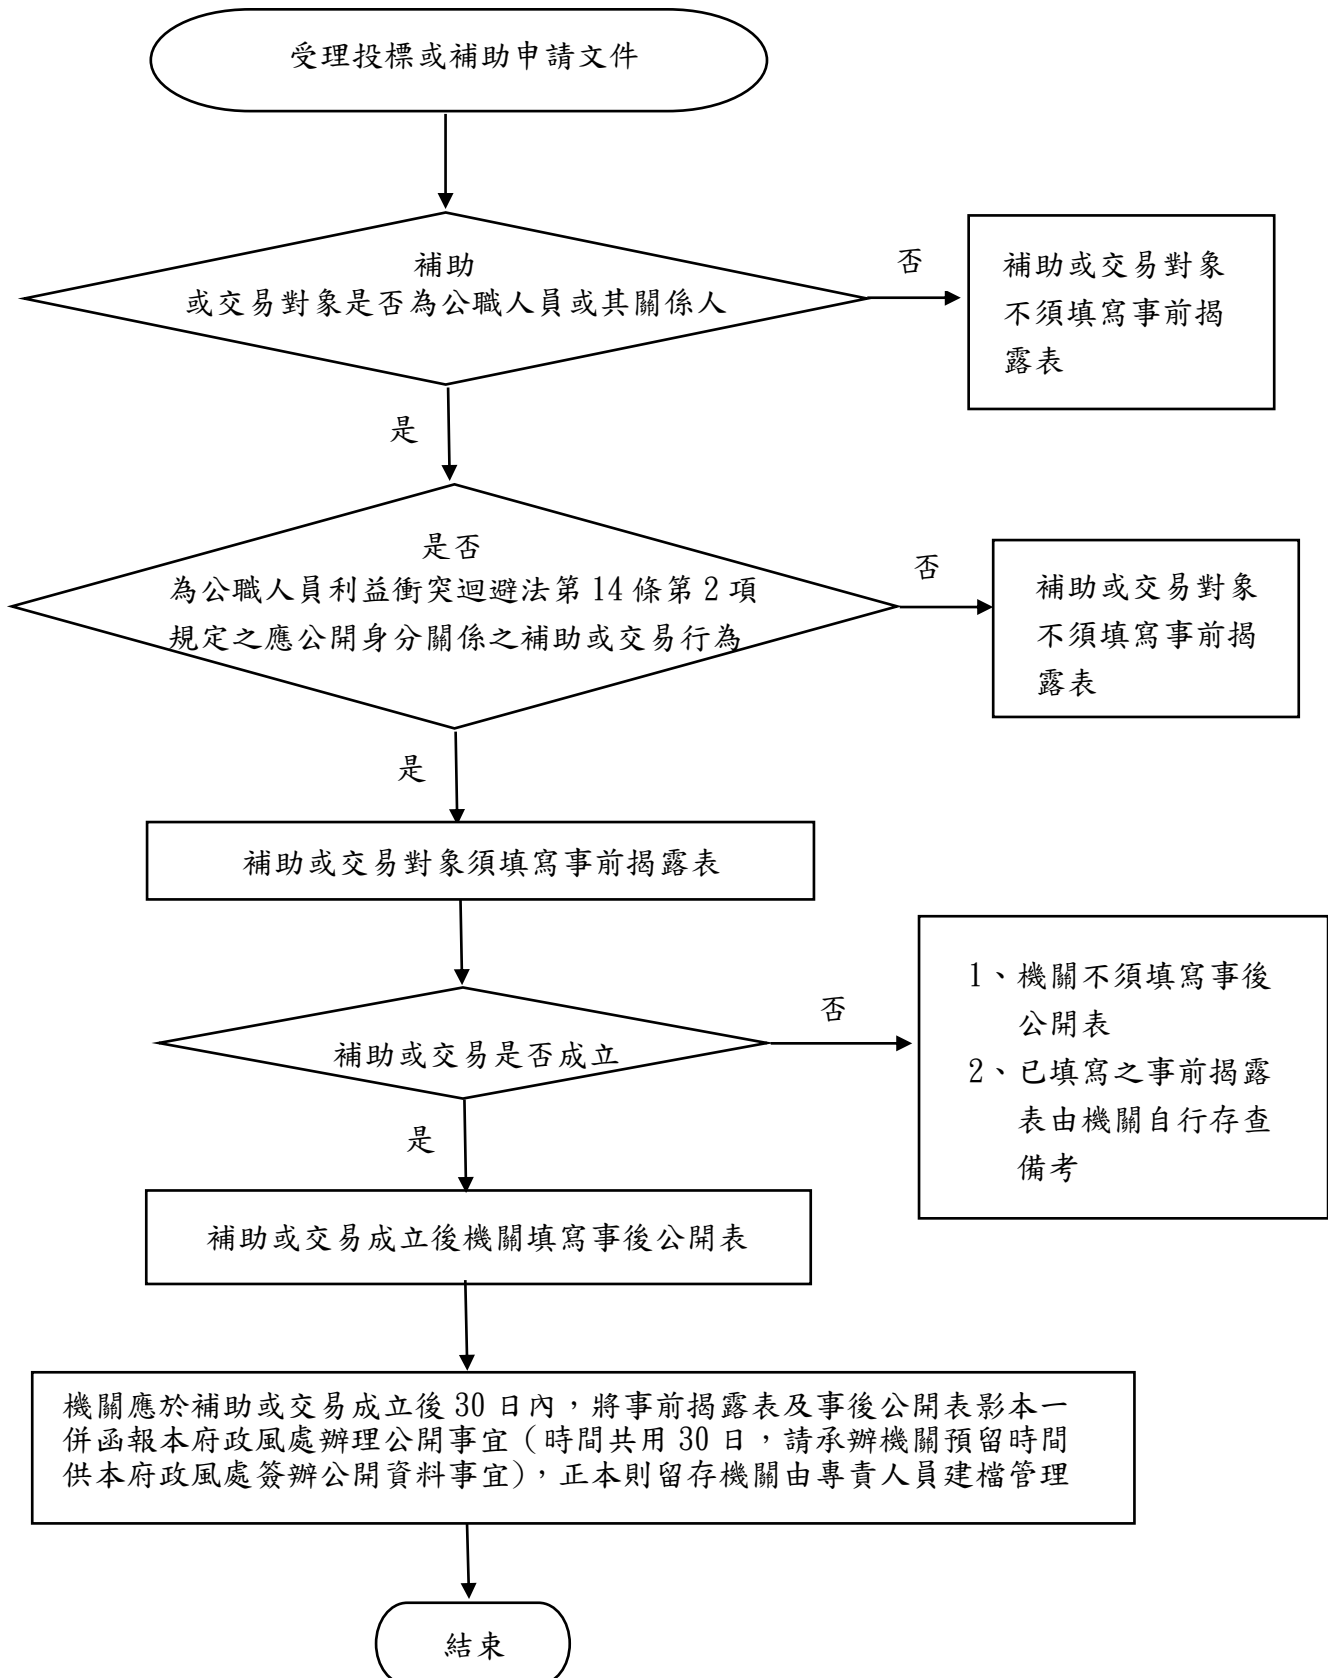 受理投標或補助申請文件
補助
或交易對象是否為公職人員或其關係人
否
補助或交易對象
不須填寫事前揭
露表
是
是否
為公職人員利益衝突迴避法第 14 條第 2 項
規定之應公開身分關係之補助或交易行為
否
補助或交易對象
不須填寫事前揭
露表
是
補助或交易對象須填寫事前揭露表
補助或交易是否成立
否
1、機關不須填寫事後
公開表
2、已填寫之事前揭露
表由機關自行存查
備考
是
補助或交易成立後機關填寫事後公開表
機關應於補助或交易成立後 30 日內，將事前揭露表及事後公開表影本一
併函報本府政風處辦理公開事宜（時間共用 30 日，請承辦機關預留時間
供本府政風處簽辦公開資料事宜），正本則留存機關由專責人員建檔管理
結束